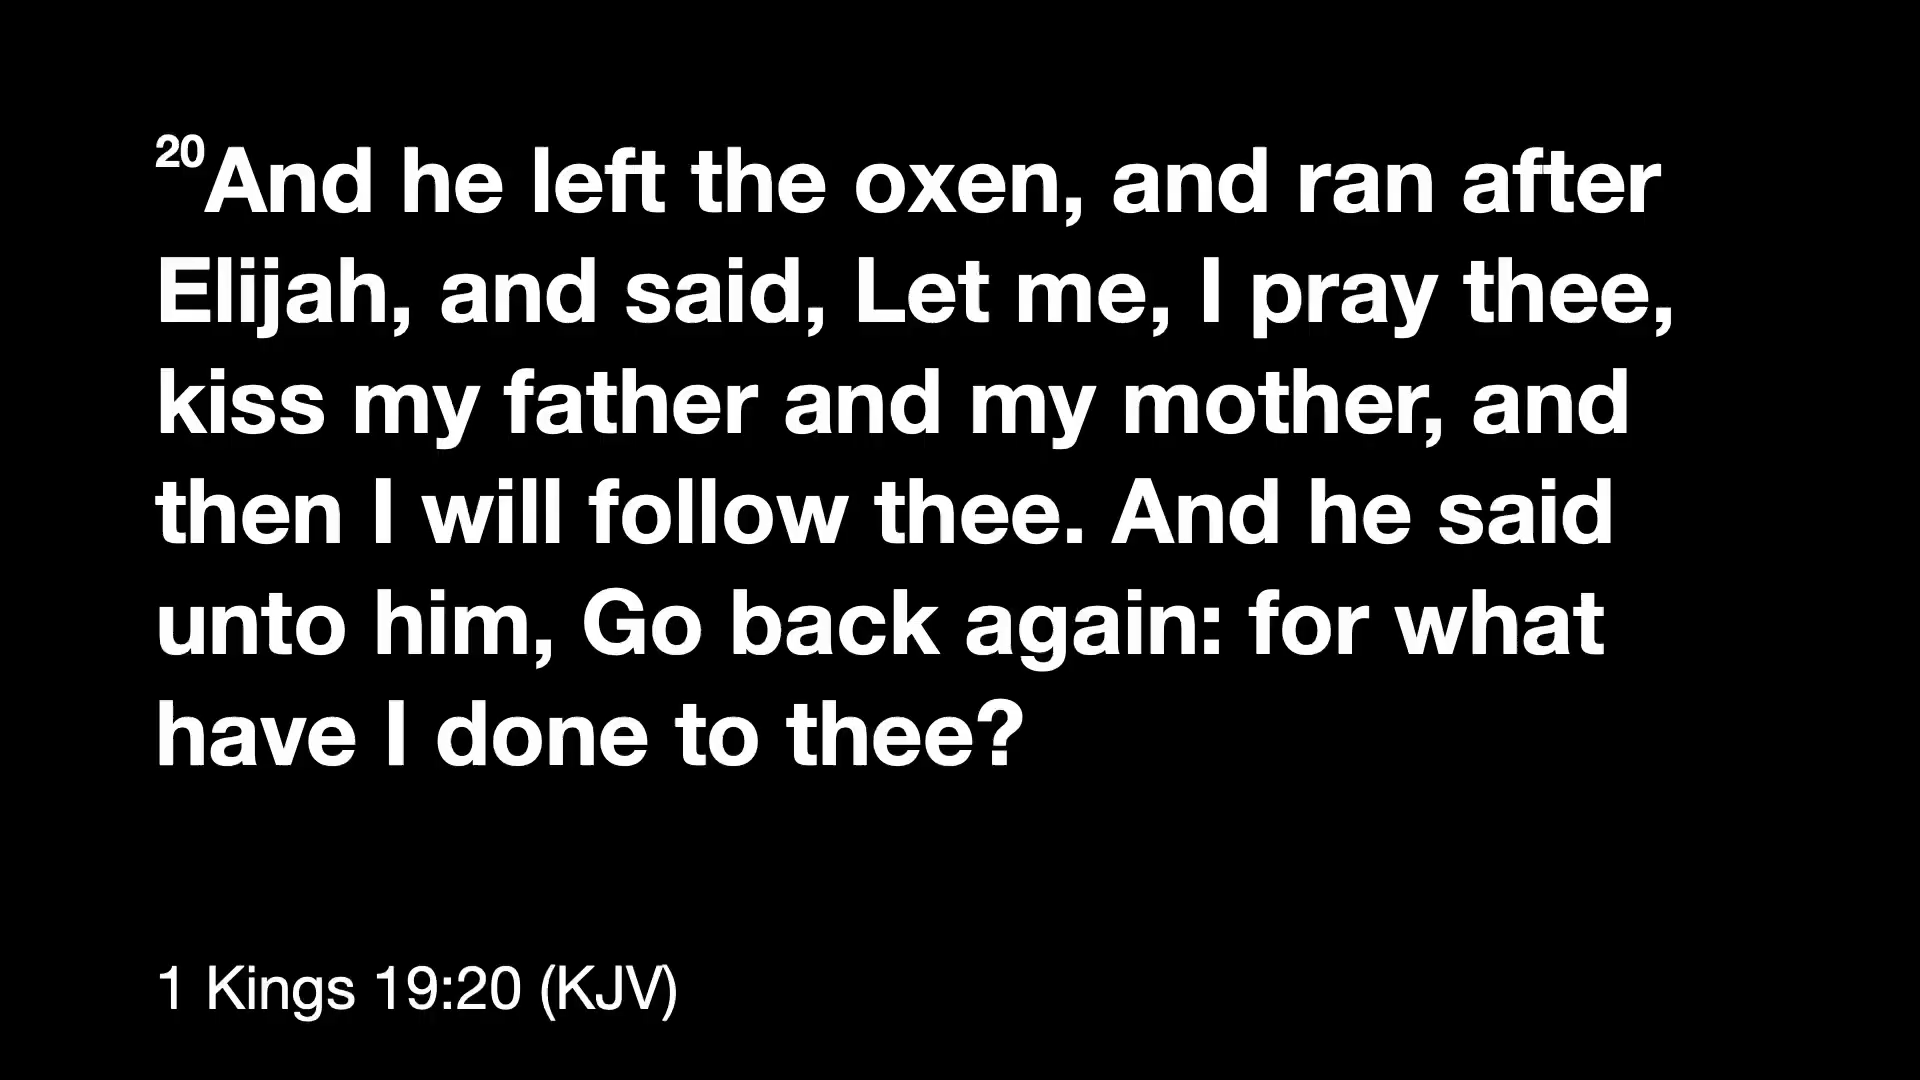 20And he left the oxen, and ran after
Elijah, and said, Let me, I pray thee,
kiss my father and my mother, and
then I will follow thee. And he said
unto him, Go back again: for what
have I done to thee?
1 Kings 19:20 (KJV)